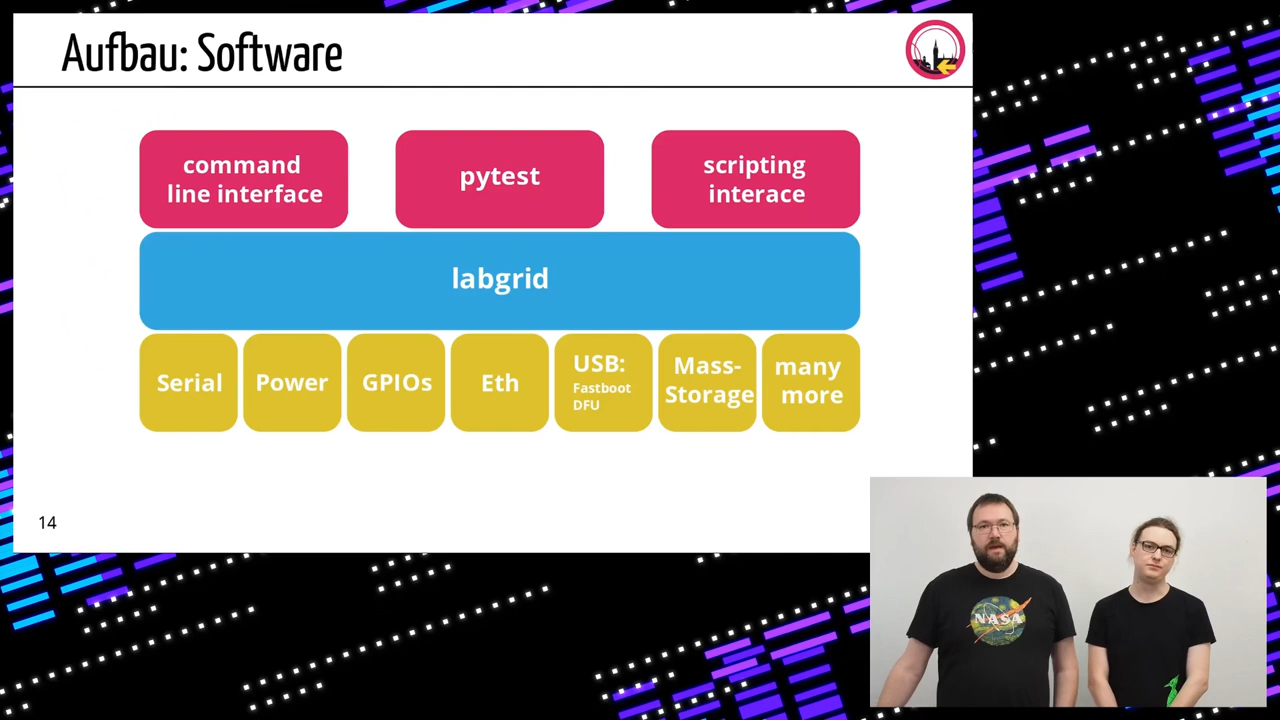 Aufbau: Software
command
line interface
pytest
scripting
interace
labgrid
Serial
Power
GPIOs
Eth
USB:
Fastboot
DFU
Mass-
Storage
many
more
14
NASA